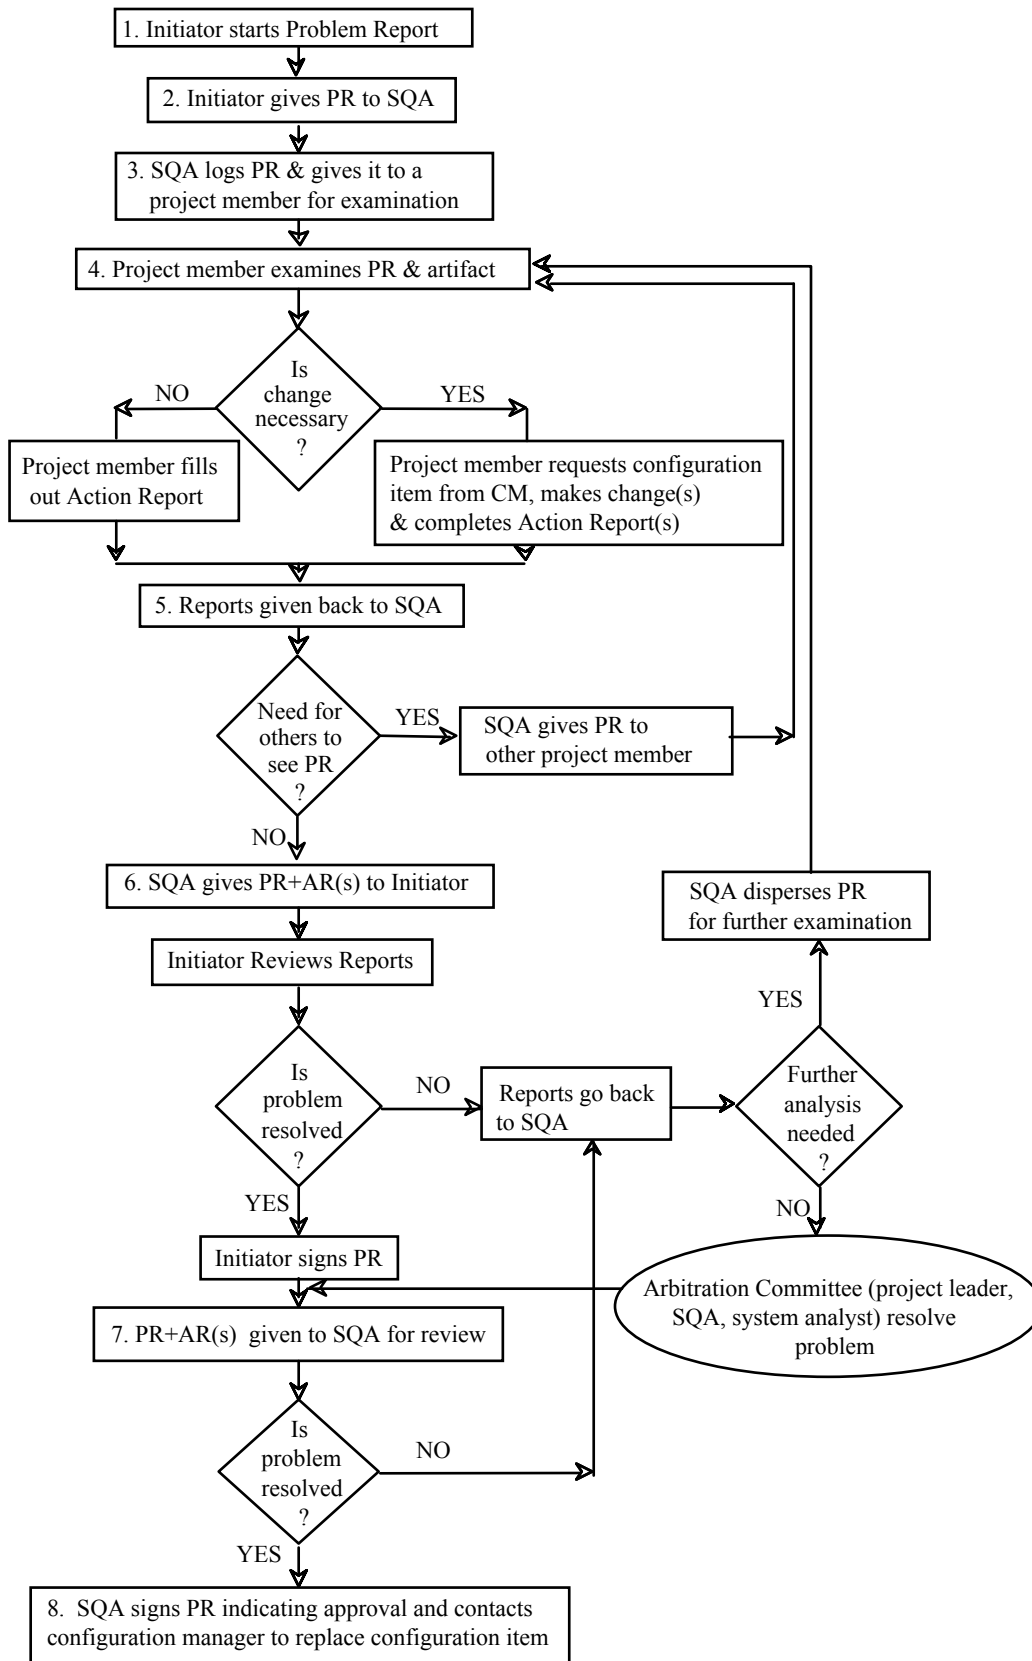 1. Initiator starts Problem Report
2. Initiator gives PR to SQA
3. SQA logs PR & gives it to a
project member for examination
4. Project member examines PR & artifact
Is
change
necessary
?
NO
YES
Project member fills
out Action Report
Project member requests configuration
item from CM, makes change(s)
& completes Action Report(s)
5. Reports given back to SQA
Need for
others to
see PR
?
YES
SQA gives PR to
other project member
NO
6. SQA gives PR+AR(s) to Initiator
SQA disperses PR
for further examination
Initiator Reviews Reports
YES
Is
problem
resolved
?
NO
Reports go back
to SQA
Further
analysis
needed
?
YES
NO
Initiator signs PR
Arbitration Committee (project leader,
SQA, system analyst) resolve
problem
7. PR+AR(s) given to SQA for review
Is
problem
resolved
?
NO
YES
8. SQA signs PR indicating approval and contacts
configuration manager to replace configuration item